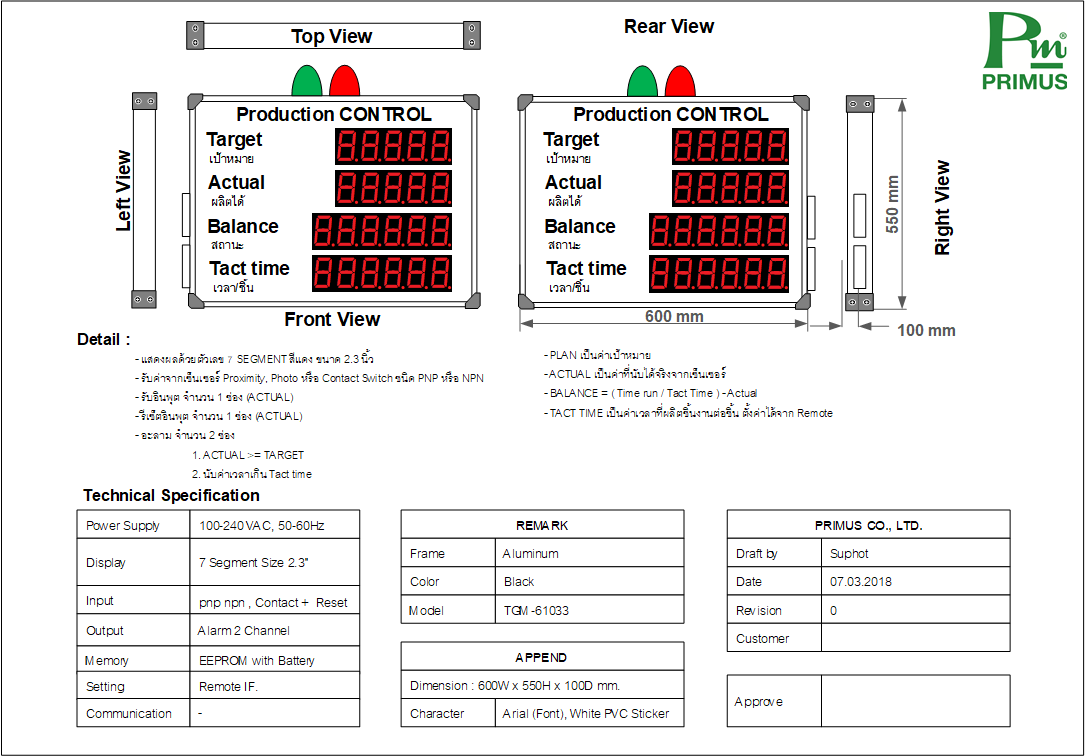 Top View
Rear View
Pm®
PRIMUS
Left View
Production CONTROL
Target 88888
เป้าหมาย
Actual 88888
ผลิตได้
Balance 888888
สถานะ
Tact time 888888
เวลา/ชิ้น
Front View
Production CONTROL
Target 88888
เป้าหมาย
Actual 88888
ผลิตได้
Balance 888888
สถานะ
Tact time 888888
เวลา/ชิ้น
600 mm
550 mm
100 mm
Right View
Detail :
- แสดงผลด้วยตัวเลข 7 SEGMENT สีแดง ขนาด 2.3 นิ้ว
- รับค่าจากเซ็นเซอร์ Proximity, Photo หรือ Contact Switch ชนิด PNP หรือ NPN
- รับอินพุต จำนวน 1 ช่อง (ACTUAL)
- รีเซ็ตอินพุต จำนวน 1 ช่อง (ACTUAL)
- อะลาม จำนวน 2 ช่อง
1. ACTUAL >= TARGET
2. นับค่าเวลาเกิน Tact time
- PLAN เป็นค่าเป้าหมาย
- ACTUAL เป็นค่าที่นับได้จริงจากเซ็นเซอร์
- BALANCE = ( Time run / Tact Time ) - Actual
- TACT TIME เป็นค่าเวลาที่ผลิตชิ้นงานต่อชิ้น ตั้งค่าได้จาก Remote
Technical Specification
Power Supply 100-240 VAC, 50-60Hz
Display 7 Segment Size 2.3"
Input pnp npn , Contact + Reset
Output Alarm 2 Channel
Memory EEPROM with Battery
Setting Remote IF.
Communication -
REMARK
Frame Aluminum
Color Black
Model TGM-61033
APPEND
Dimension : 600W x 550H x 100D mm.
Character Arial (Font), White PVC Sticker
PRIMUS CO., LTD.
Draft by Suphot
Date 07.03.2018
Revision 0
Customer
Approve